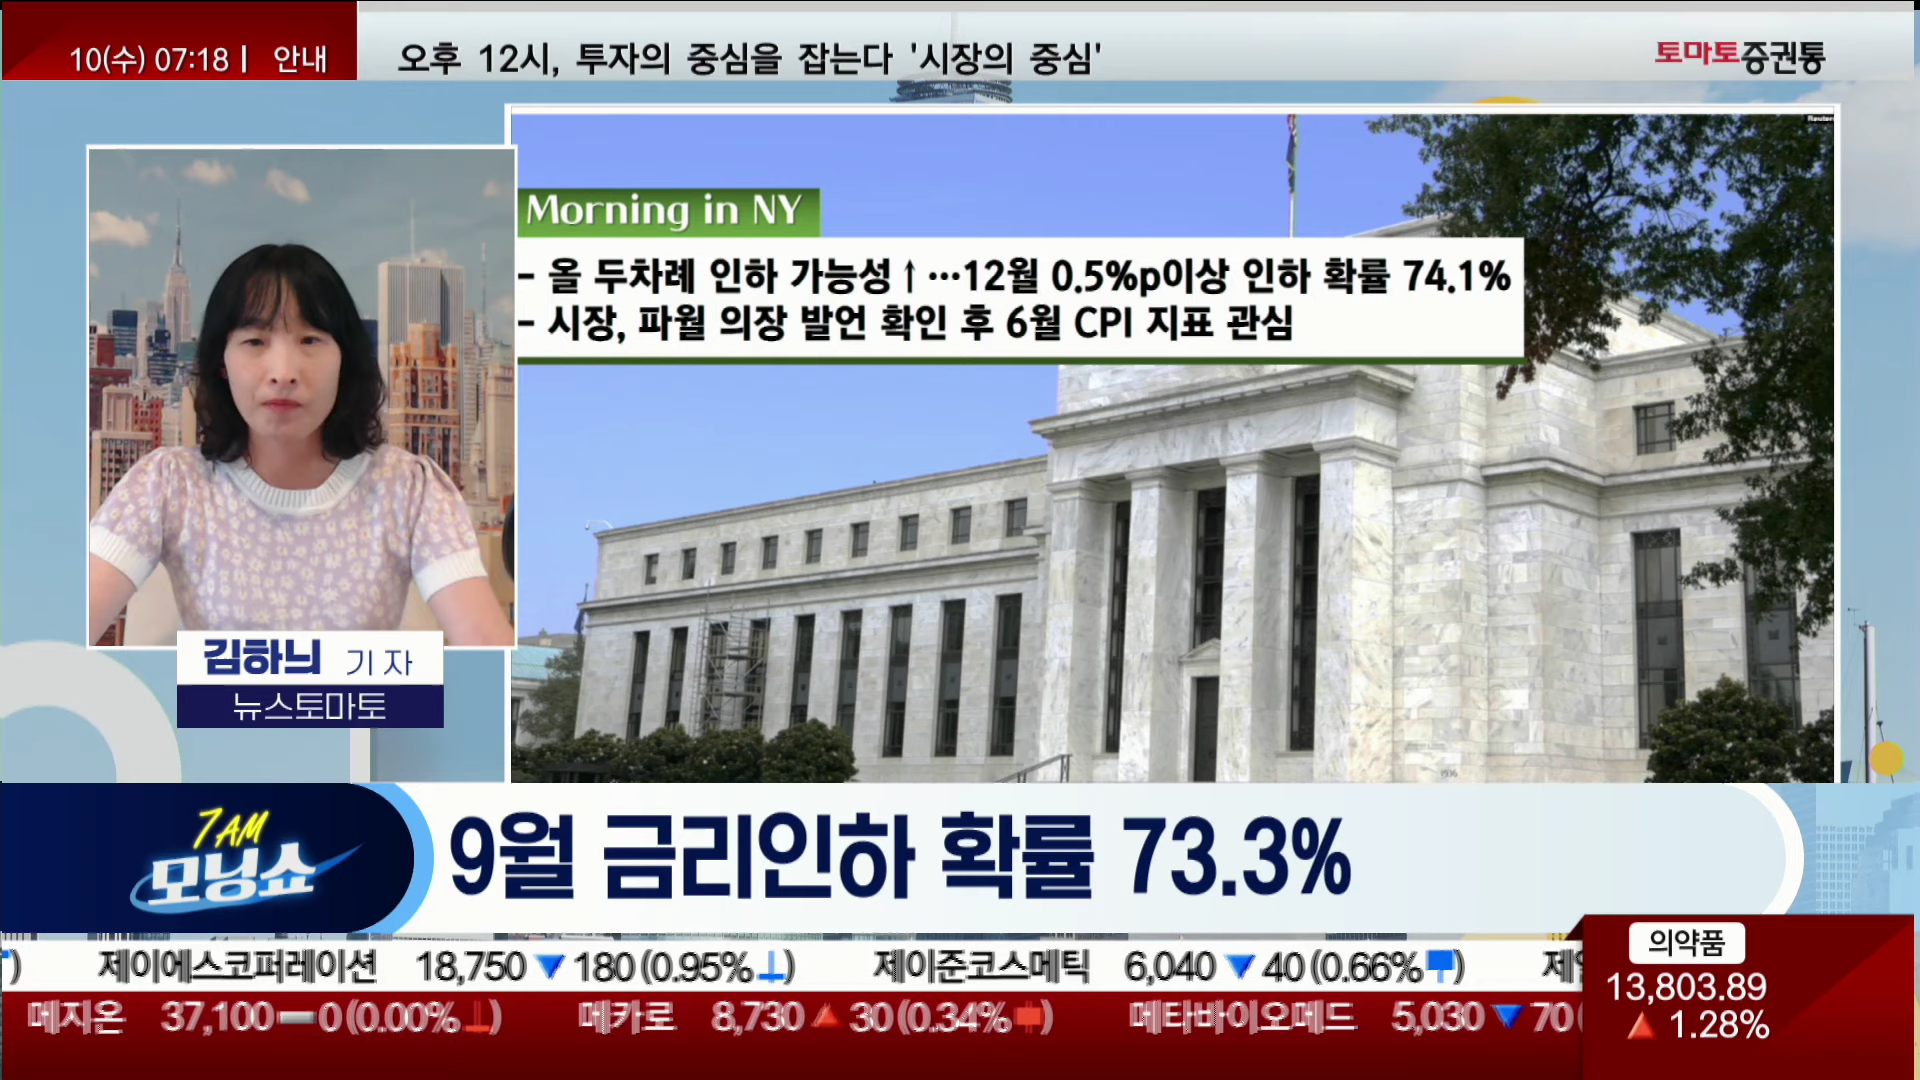 10(수) 07:18 | 안내
오후 12시, 투자의 중심을 잡는다 '시장의 중심'
토마토증권통
Reuters
Morning in NY
- 올 두차례 인하 가능성↑…12월 0.5%p이상 인하 확률 74.1%
- 시장, 파월 의장 발언 확인 후 6월 CPI 지표 관심
김하늬 기자
뉴스토마토
7AM
모닝쇼
9월 금리인하 확률 73.3%
) 제이에스코퍼레이션 18,750 ▼ 180 (0.95%) 제이준코스메틱 6,040 ▼ 40 (0.66%)
메지온 37,100 0 (0.00%) 메카로 8,730 ▲ 30 (0.34%) 메타바이오메드 5,030 ▼ 70 (
의약품
13,803.89
▲ 1.28%